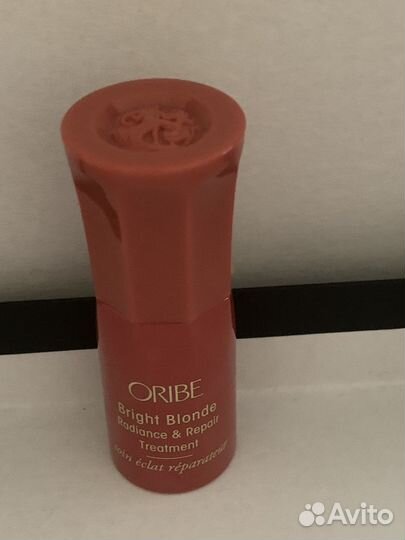 ORIBE
Bright Blonde
Radiance & Repair
Treatment
soin éclat réparateur
Avito